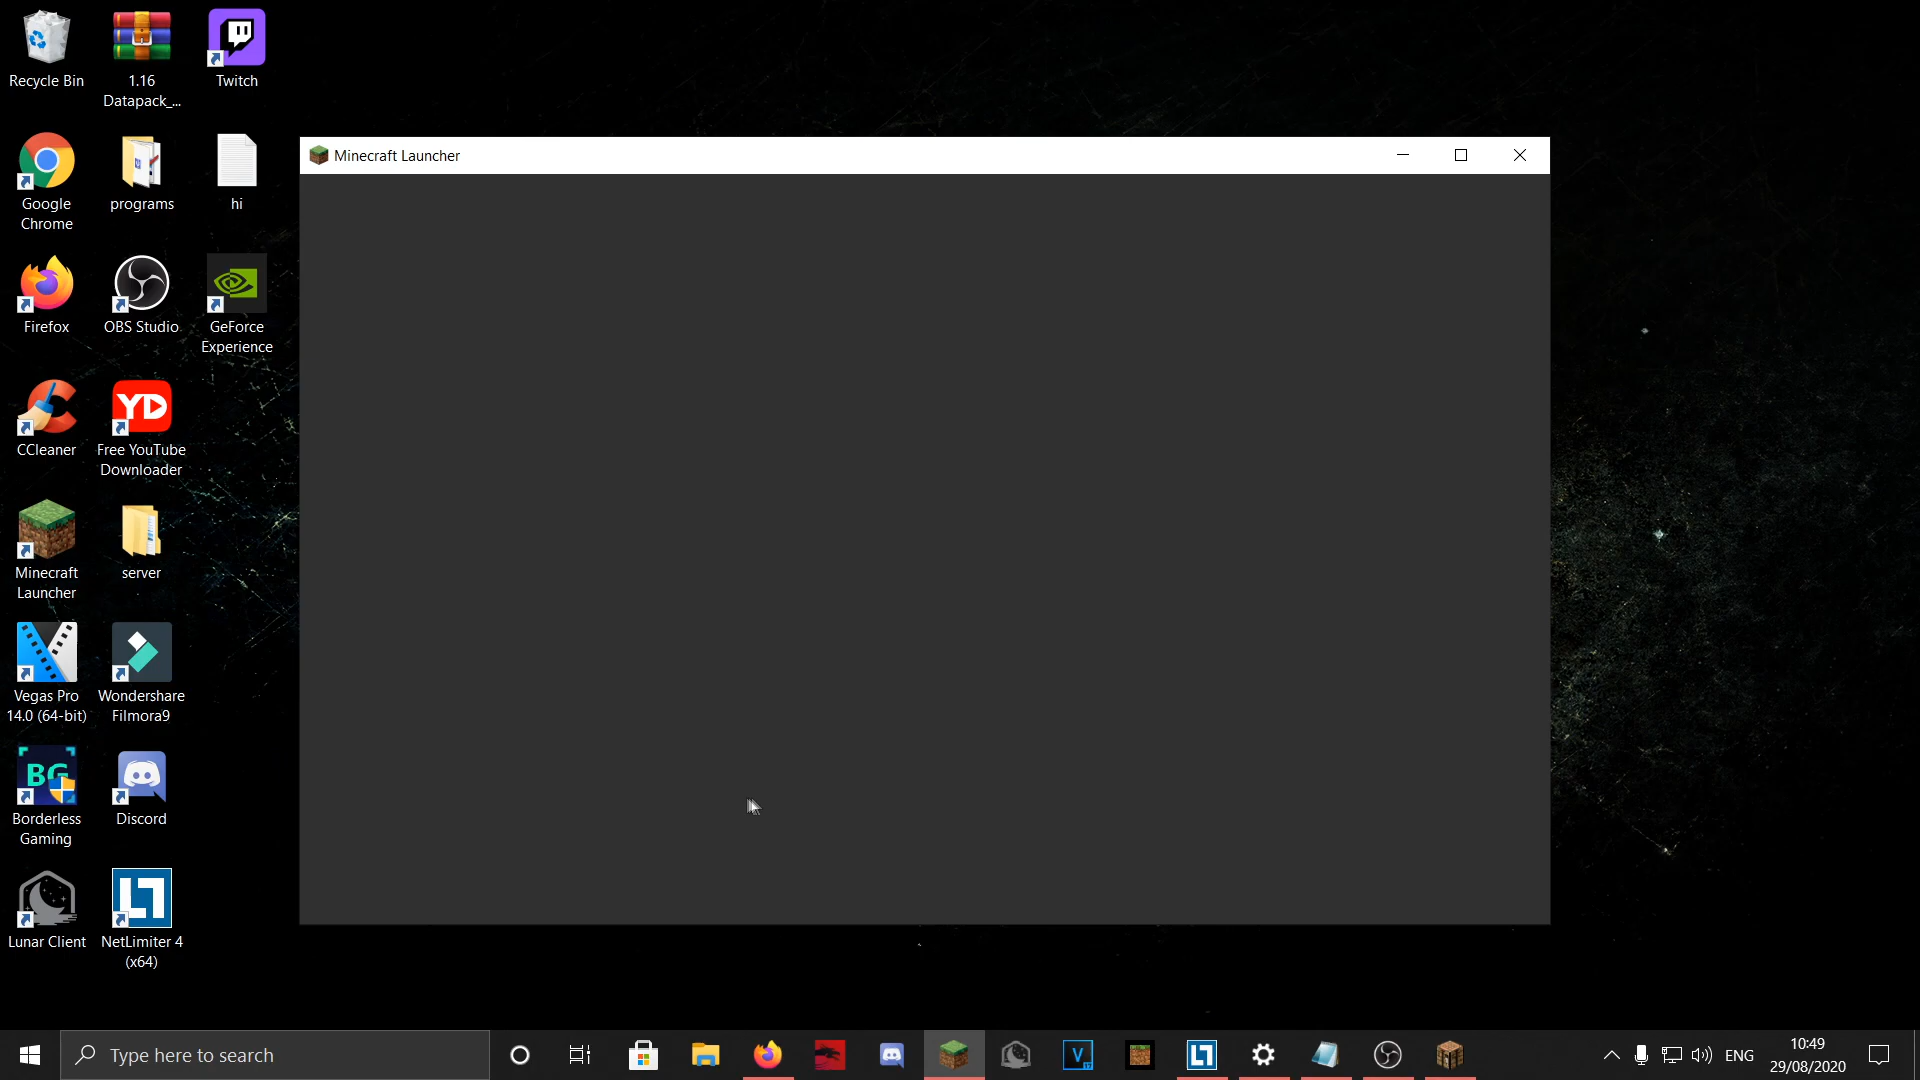 Recycle Bin
1.16
Datapack_...
Twitch
Google
Chrome
programs
hi
Firefox
OBS Studio
GeForce
Experience
CCleaner
YD
Free YouTube
Downloader
Minecraft
Launcher
server
Vegas Pro
14.0 (64-bit)
Wondershare
Filmora9
BG
Borderless
Gaming
Discord
Lunar Client
NetLimiter 4
(x64)
Minecraft Launcher
Type here to search
V
ENG
10:49
29/08/2020